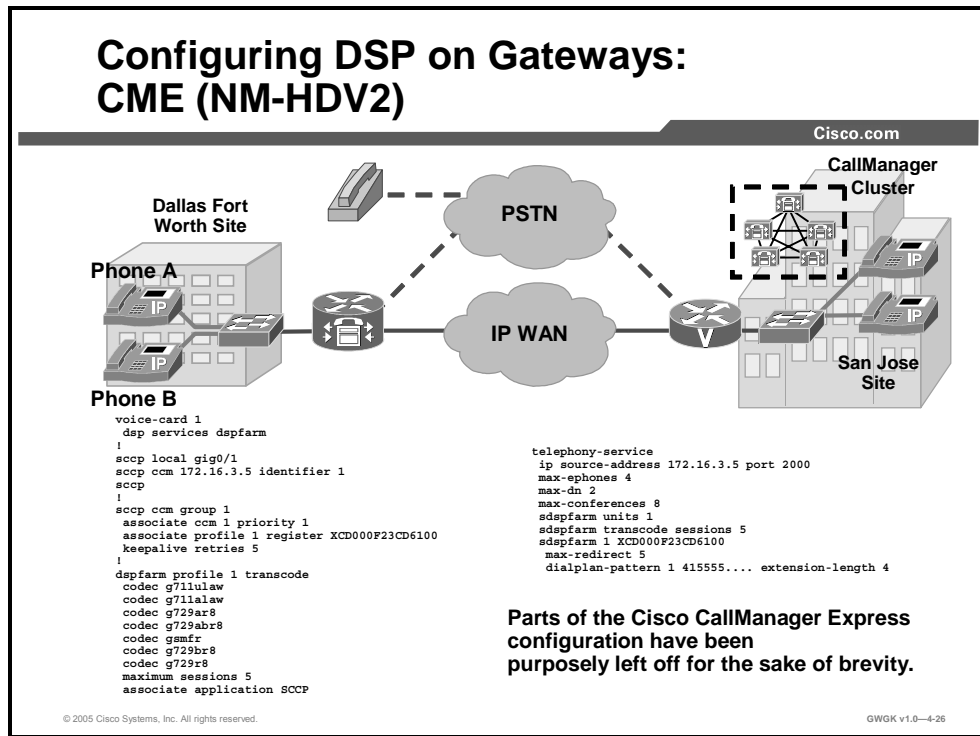 Configuring DSP on Gateways:
CME (NM-HDV2)
Cisco.com
CallManager
Cluster
PSTN
Dallas Fort
Worth Site
Phone A
IP
IP
IP WAN
V
IP
IP
San Jose
Site
Phone B
voice-card 1
dsp services dspfarm
!
sccp local gig0/1
sccp ccm 172.16.3.5 identifier 1
sccp
!
sccp ccm group 1
associate ccm 1 priority 1
associate profile 1 register XCD000F23CD6100
keepalive retries 5
!
dspfarm profile 1 transcode
codec g711ulaw
codec g711alaw
codec g729ar8
codec g729abr8
codec gsmfr
codec g729br8
codec g729r8
maximum sessions 5
associate application SCCP
telephony-service
ip source-address 172.16.3.5 port 2000
max-ephones 4
max-dn 2
max-conferences 8
sdspfarm units 1
sdspfarm transcode sessions 5
sdspfarm 1 XCD000F23CD6100
max-redirect 5
dialplan-pattern 1 415555.... extension-length 4
Parts of the Cisco CallManager Express
configuration have been
purposely left off for the sake of brevity.
© 2005 Cisco Systems, Inc. All rights reserved.
GWGK v1.0—4-26